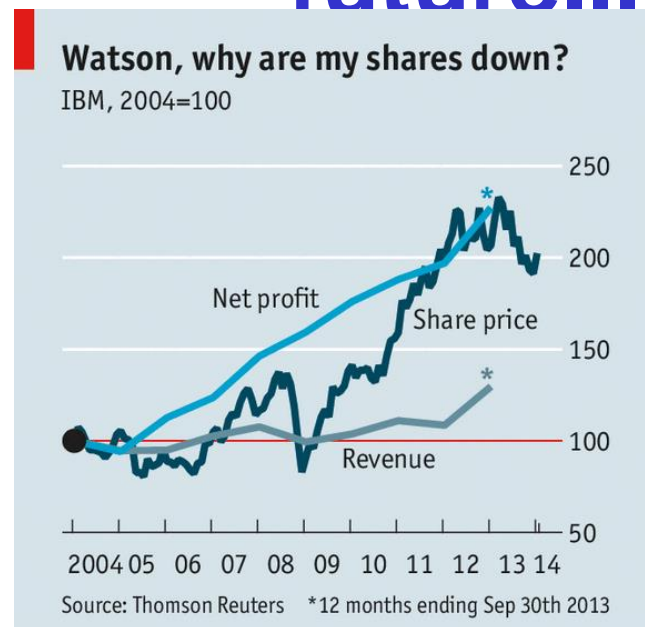 Watson, why are my shares down?
IBM, 2004=100
250
*
200
Net profit
Share price
150
*
100
Revenue
50
2004 05 06 07 08 09 10 11 12 13 14
Source: Thomson Reuters *12 months ending Sep 30th 2013